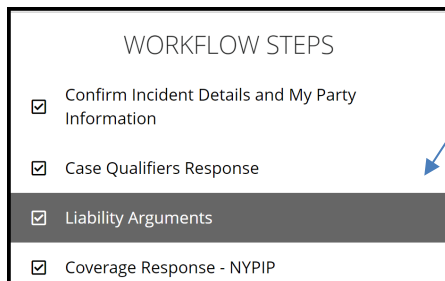 WORKFLOW STEPS
Confirm Incident Details and My Party
Information
Case Qualifiers Response
Liability Arguments
Coverage Response - NYPIP